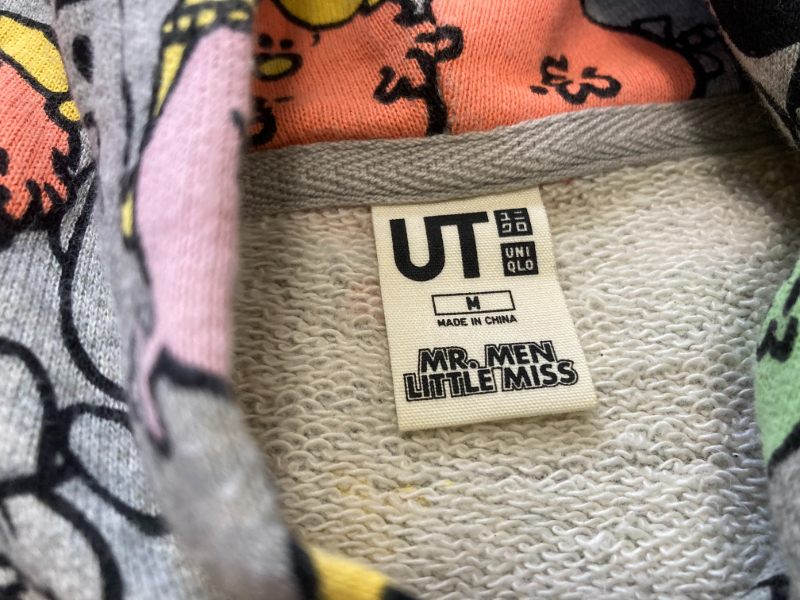 UT
ユニ
クロ
UNI
QLO
M
MADE IN CHINA
MR. MEN
LITTLE MISS